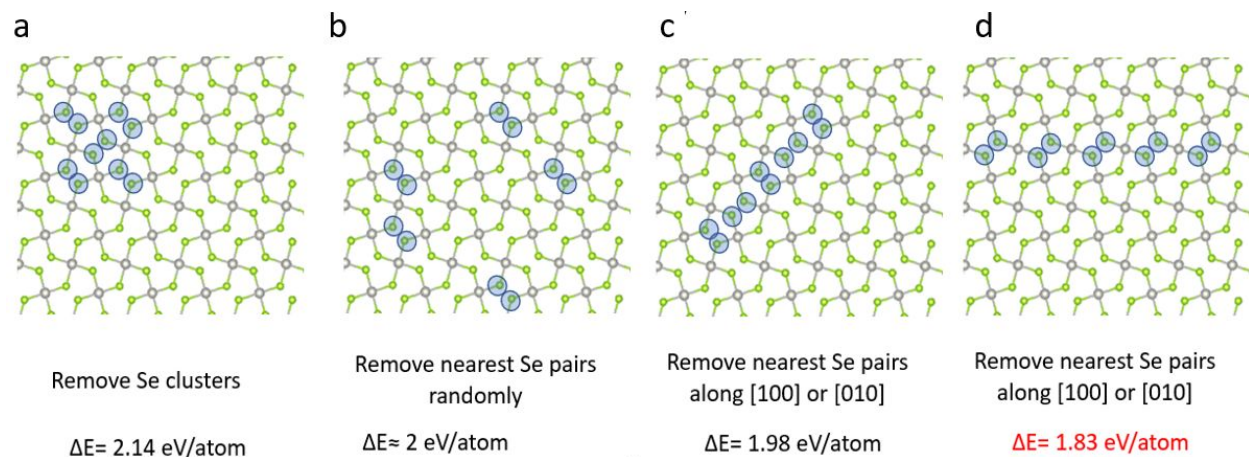 a
b
c
d
Remove Se clusters
ΔE= 2.14 eV/atom
Remove nearest Se pairs
randomly
ΔE≈ 2 eV/atom
Remove nearest Se pairs
along [100] or [010]
ΔE= 1.98 eV/atom
Remove nearest Se pairs
along [100] or [010]
ΔE= 1.83 eV/atom